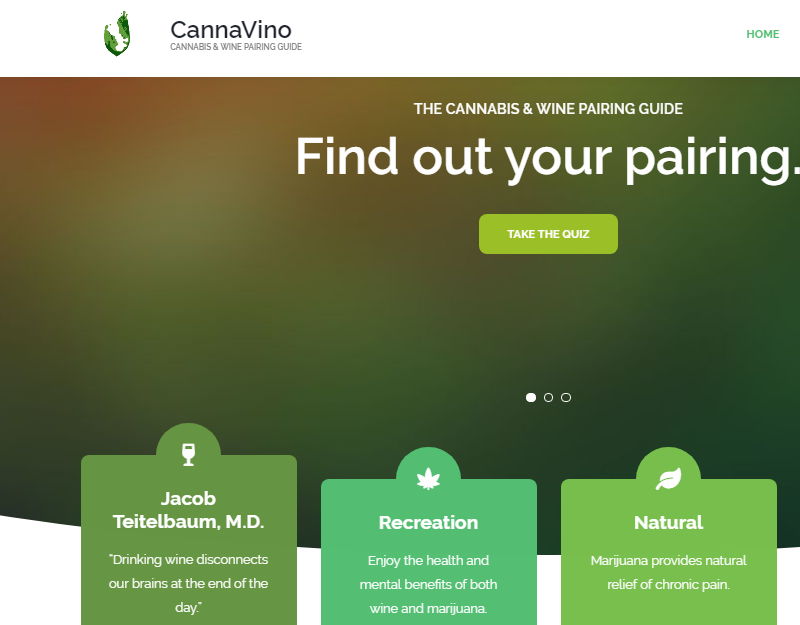 CannaVino
CANNABIS & WINE PAIRING GUIDE
HOME
THE CANNABIS & WINE PAIRING GUIDE
Find out your pairing.
TAKE THE QUIZ
Jacob
Teitelbaum, M.D.
"Drinking wine disconnects
our brains at the end of the
day."
Recreation
Enjoy the health and
mental benefits of both
wine and marijuana.
Natural
Marijuana provides natural
relief of chronic pain.